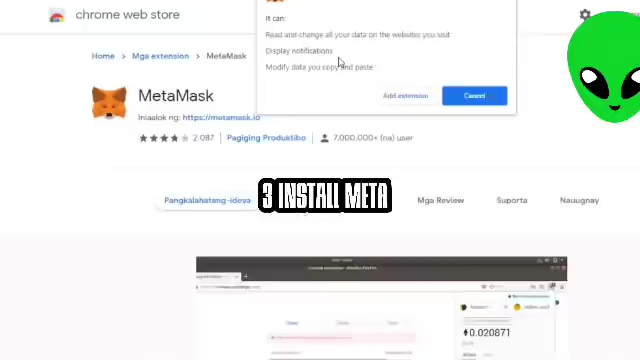 chrome web store
It can:
Read and change all your data on the websites you visit
Display notifications
Modify data you copy and paste
Add extension
Cancel
Home › Mga extension › MetaMask
MetaMask
Iniaalok ng: https://metamask.io
2,087
Pagiging Produktibo
7,000,000+ (na) user
3 INSTALL META
Pangkalahatang-ideya
Mga Review
Suporta
Nauugnay
0.020871